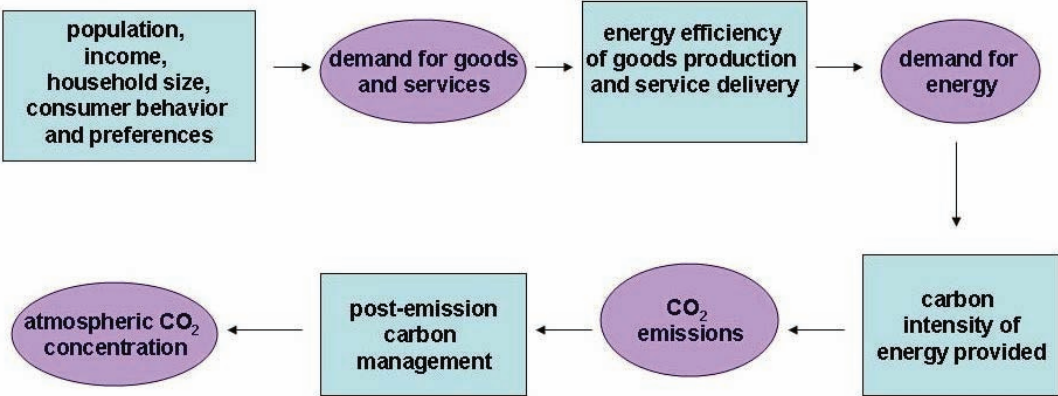 population,
income,
household size,
consumer behavior
and preferences
demand for goods
and services
energy efficiency
of goods production
and service delivery
demand for
energy
carbon
intensity of
energy provided
CO₂
emissions
post-emission
carbon
management
atmospheric CO₂
concentration